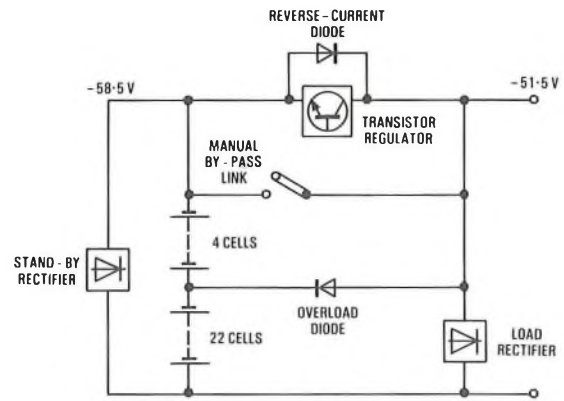 REVERSE-CURRENT
DIODE
-58·5 V
-51·5 V
TRANSISTOR
REGULATOR
MANUAL
BY-PASS
LINK
4 CELLS
STAND-BY
RECTIFIER
OVERLOAD
DIODE
22 CELLS
LOAD
RECTIFIER